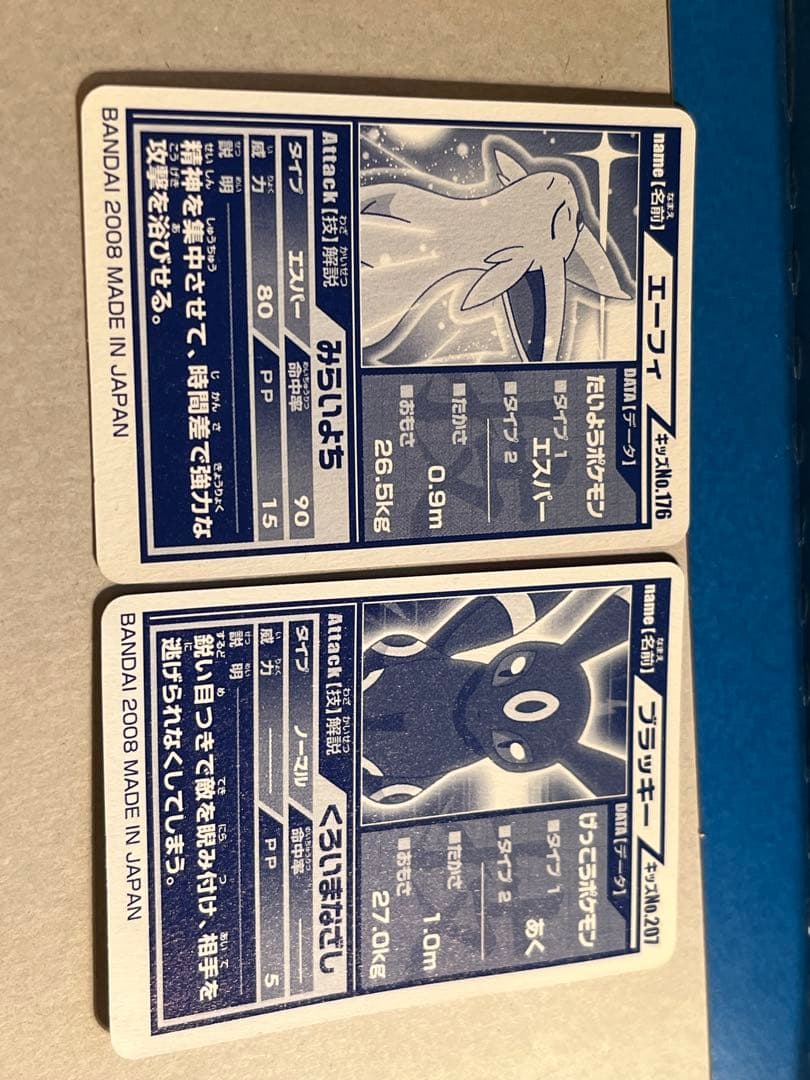 name【名前】 エーフィ キッズNo.176
DATA【データ】
たいようポケモン
■タイプ 1
エスパー
■タイプ 2
■たかさ
0.9m
■おもさ
26.5kg
Attack【技】解説 みらいよち
タイプ エスパー 命中率 90
威力 80 PP 15
説明
精神を集中させて、時間差で強力な
攻撃を浴びせる。
BANDAI 2008 MADE IN JAPAN
name【名前】 ブラッキー キッズNo.207
DATA【データ】
げっこうポケモン
■タイプ 1
あく
■タイプ 2
■たかさ
1.0m
■おもさ
27.0kg
Attack【技】解説 くろいまなざし
タイプ ノーマル 命中率 ―
威力 ― PP 5
説明
鋭い目つきで敵を睨み付け、相手を
逃げられなくしてしまう。
BANDAI 2008 MADE IN JAPAN